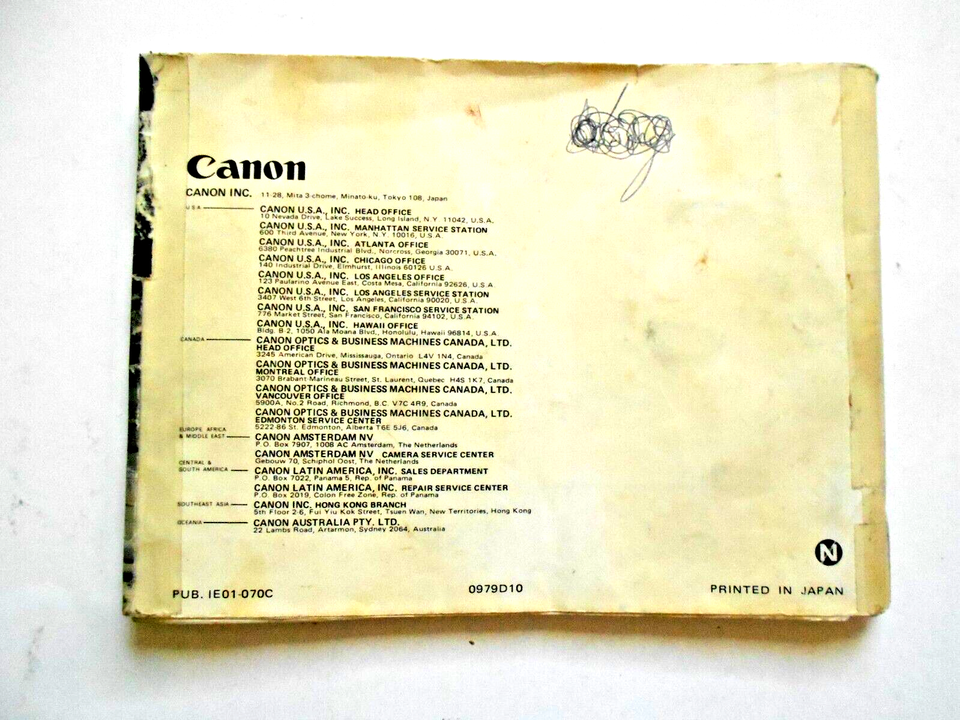 Canon
CANON INC. 11-28, Mita 3-chome, Minato-ku, Tokyo 108, Japan
U.S.A. CANON U.S.A., INC. HEAD OFFICE
10 Nevada Drive, Lake Success, Long Island, N.Y. 11042, U.S.A.
CANON U.S.A., INC. MANHATTAN SERVICE STATION
600 Third Avenue, New York, N.Y. 10016, U.S.A.
CANON U.S.A., INC. ATLANTA OFFICE
6380 Peachtree Industrial Blvd., Norcross, Georgia 30071, U.S.A.
CANON U.S.A., INC. CHICAGO OFFICE
140 Industrial Drive, Elmhurst, Illinois 60126 U.S.A.
CANON U.S.A., INC. LOS ANGELES OFFICE
123 Paularino Avenue East, Costa Mesa, California 92626, U.S.A
CANON U.S.A., INC. LOS ANGELES SERVICE STATION
3407 West 6th Street, Los Angeles, California 90020, U.S.A.
CANON U.S.A., INC. SAN FRANCISCO SERVICE STATION
776 Market Street, San Francisco, California 94102, U.S.A.
CANON U.S.A., INC. HAWAII OFFICE
Bldg. B-2, 1050 Ala Moana Blvd., Honolulu, Hawaii 96814, U.S.A.
CANADA CANON OPTICS & BUSINESS MACHINES CANADA, LTD.
HEAD OFFICE
3245 American Drive, Mississauga, Ontario L4V 1N4, Canada
CANON OPTICS & BUSINESS MACHINES CANADA, LTD.
MONTREAL OFFICE
3070 Brabant Marineau Street, St. Laurent, Quebec H4S 1K7, Canada
CANON OPTICS & BUSINESS MACHINES CANADA, LTD.
VANCOUVER OFFICE
5900A, No.2 Road, Richmond, B.C. V7C 4R9, Canada
CANON OPTICS & BUSINESS MACHINES CANADA, LTD.
EDMONTON SERVICE CENTER
5222-86 St. Edmonton, Alberta T6E 5J6, Canada
EUROPE AFRICA
& MIDDLE EAST CANON AMSTERDAM NV
P.O. Box 7907, 1008 AC Amsterdam, The Netherlands
CANON AMSTERDAM NV CAMERA SERVICE CENTER
Gebouw 70, Schiphol Oost, The Netherlands
CENTRAL &
SOUTH AMERICA CANON LATIN AMERICA, INC. SALES DEPARTMENT
P.O. Box 7022, Panama 5, Rep. of Panama
CANON LATIN AMERICA, INC. REPAIR SERVICE CENTER
P.O. Box 2019, Colon Free Zone, Rep. of Panama
SOUTHEAST ASIA CANON INC. HONG KONG BRANCH
5th Floor 2-6, Fui Yiu Kok Street, Tsuen Wan, New Territories, Hong Kong
OCEANIA CANON AUSTRALIA PTY. LTD.
22 Lambs Road, Artarmon, Sydney 2064, Australia
N
PUB. IE01-070C
0979D10
PRINTED IN JAPAN